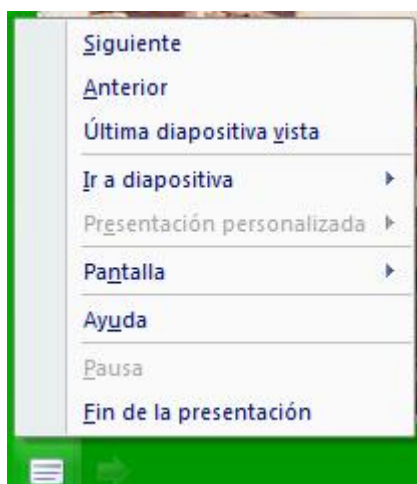 Siguiente
Anterior
Última diapositiva vista
Ir a diapositiva
Presentación personalizada
Pantalla
Ayuda
Pausa
Fin de la presentación